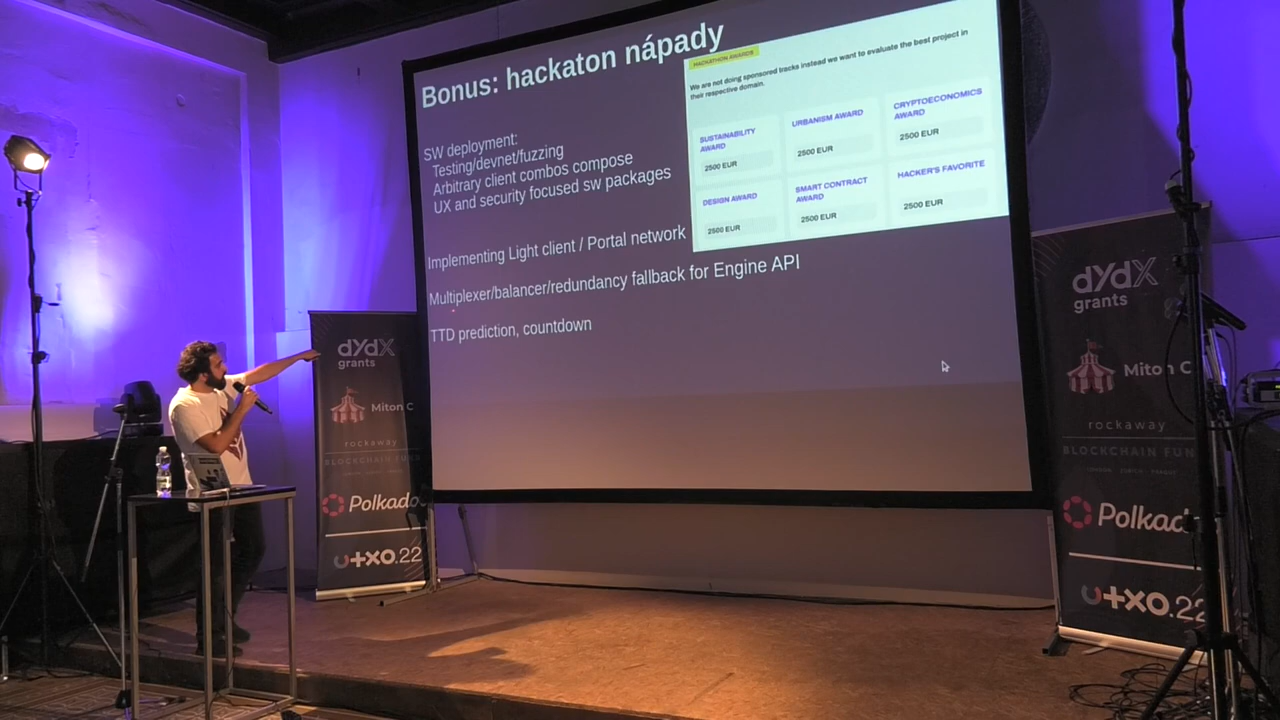 Bonus: hackaton nápady
SW deployment:
Testing/devnet/fuzzing
Arbitrary client combos compose
UX and security focused sw packages
Implementing Light client / Portal network
Multiplexer/balancer/redundancy fallback for Engine API
TTD prediction, countdown
HACKATHON AWARDS
We are not doing sponsored tracks instead we want to evaluate the best project in
their respective domain.
SUSTAINABILITY
AWARD
2500 EUR
URBANISM AWARD
2500 EUR
CRYPTOECONOMICS
AWARD
2500 EUR
DESIGN AWARD
2500 EUR
SMART CONTRACT
AWARD
2500 EUR
HACKER'S FAVORITE
2500 EUR
dYdX
grants
Miton C
rockaway
BLOCKCHAIN FUN
Polkado
UTXO.22
dYdX
grants
Miton C
rockaway
BLOCKCHAIN FUN
Polkad
UTXO.22